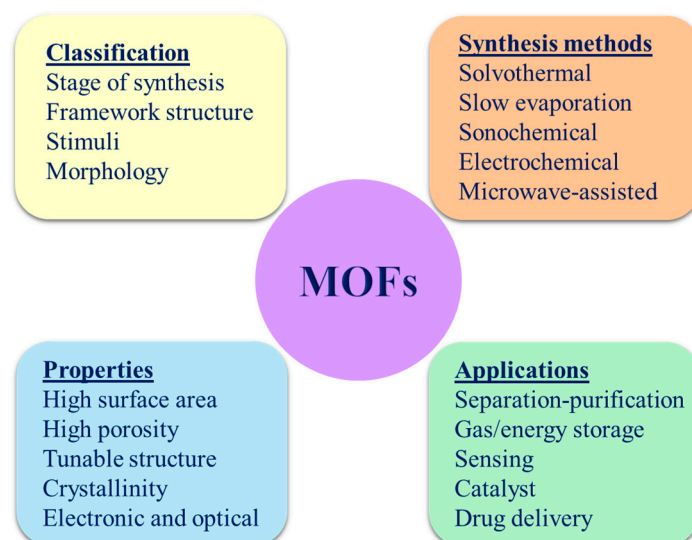 Classification
Stage of synthesis
Framework structure
Stimuli
Morphology
Synthesis methods
Solvothermal
Slow evaporation
Sonochemical
Electrochemical
Microwave-assisted
MOFs
Properties
High surface area
High porosity
Tunable structure
Crystallinity
Electronic and optical
Applications
Separation-purification
Gas/energy storage
Sensing
Catalyst
Drug delivery